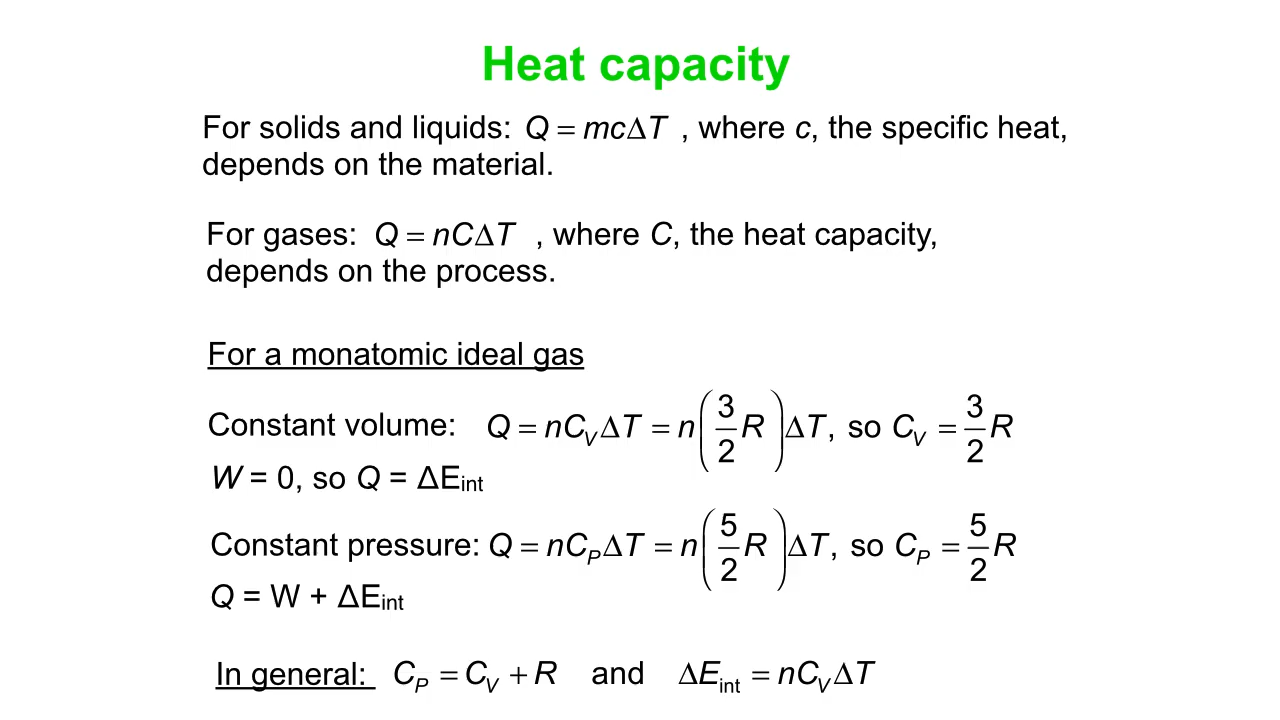 Heat capacity
For solids and liquids: Q = mcΔT , where c, the specific heat,
depends on the material.
For gases: Q = nCΔT , where C, the heat capacity,
depends on the process.
For a monatomic ideal gas
Constant volume: Q = nC_VΔT = n(3/2 R)ΔT, so C_V = 3/2 R
W = 0, so Q = ΔE_int
Constant pressure: Q = nC_PΔT = n(5/2 R)ΔT, so C_P = 5/2 R
Q = W + ΔE_int
In general: C_P = C_V + R and ΔE_int = nC_VΔT